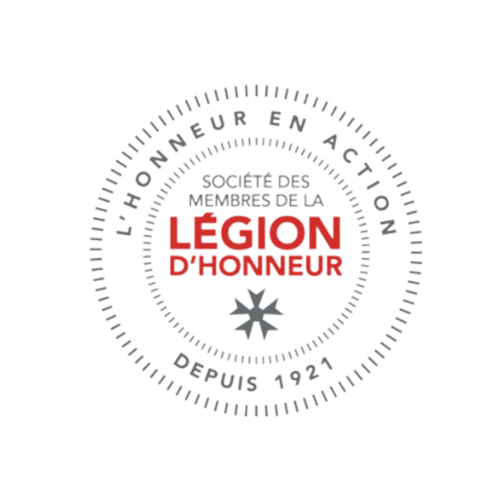 L'HONNEUR EN ACTION
SOCIÉTÉ DES
MEMBRES DE LA
LÉGION
D'HONNEUR
DEPUIS 1921